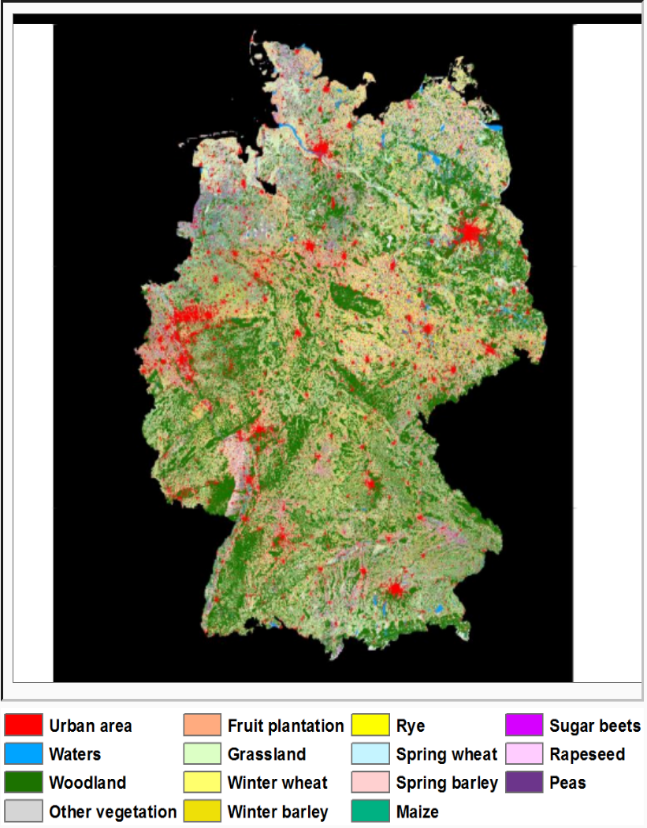 Urban area Fruit plantation Rye Sugar beets
Waters Grassland Spring wheat Rapeseed
Woodland Winter wheat Spring barley Peas
Other vegetation Winter barley Maize